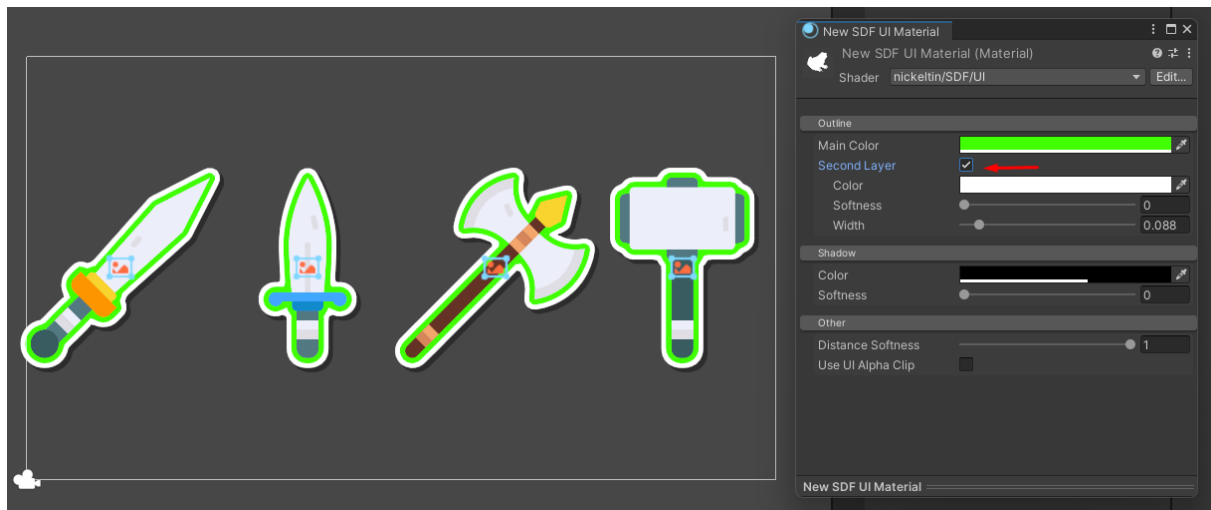 New SDF UI Material
New SDF UI Material (Material)
Shader nickeltin/SDF/UI Edit...
Outline
Main Color
Second Layer
Color
Softness 0
Width 0.088
Shadow
Color
Softness 0
Other
Distance Softness 1
Use UI Alpha Clip
New SDF UI Material